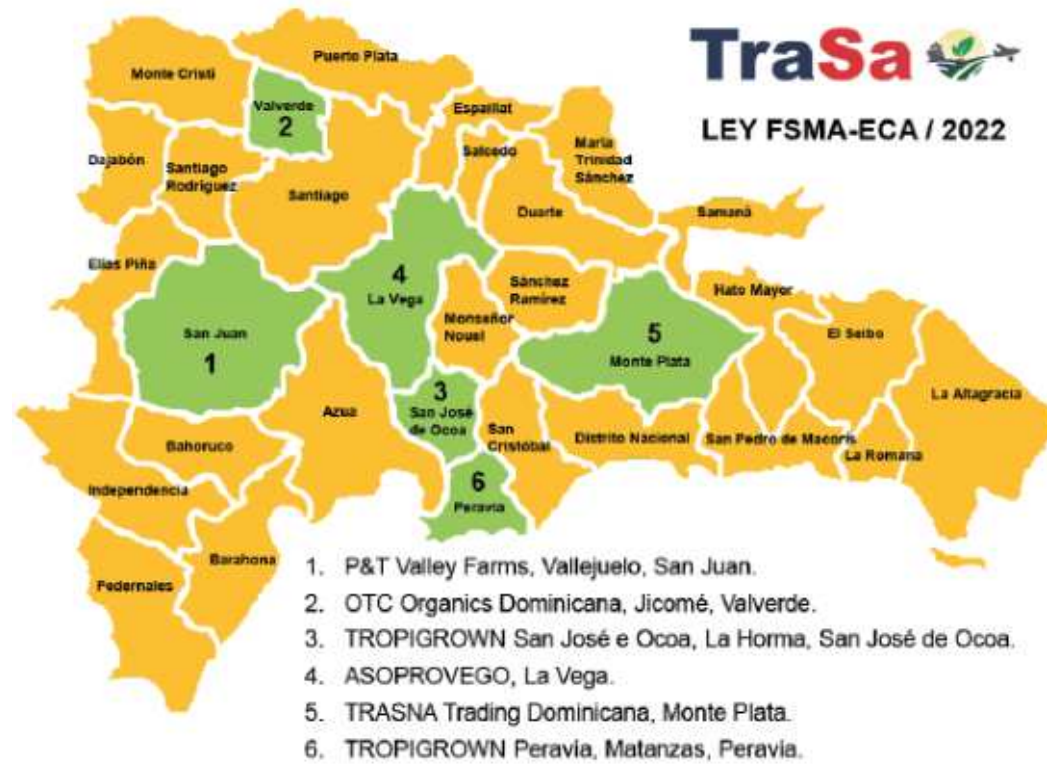 TraSa
LEY FSMA-ECA / 2022
Puerto Plata
Monte Cristi
Valverde
2
Espaillat
Salcedo
María
Trinidad
Sánchez
Dajabón
Santiago
Rodríguez
Santiago
Duarte
Samaná
Elías Piña
4
La Vega
Sánchez
Ramírez
Hato Mayor
Monseñor
Nouel
San Juan
1
5
Monte Plata
El Seibo
La Altagracia
3
San José
de Ocoa
Azua
San
Cristóbal
Distrito Nacional
San Pedro de Macorís
La Romana
Bahoruco
Independencia
6
Peravia
Barahona
Pedernales
1. P&T Valley Farms, Vallejuelo, San Juan.
2. OTC Organics Dominicana, Jicomé, Valverde.
3. TROPIGROWN San José e Ocoa, La Horma, San José de Ocoa.
4. ASOPROVEGO, La Vega.
5. TRASNA Trading Dominicana, Monte Plata.
6. TROPIGROWN Peravia, Matanzas, Peravia.